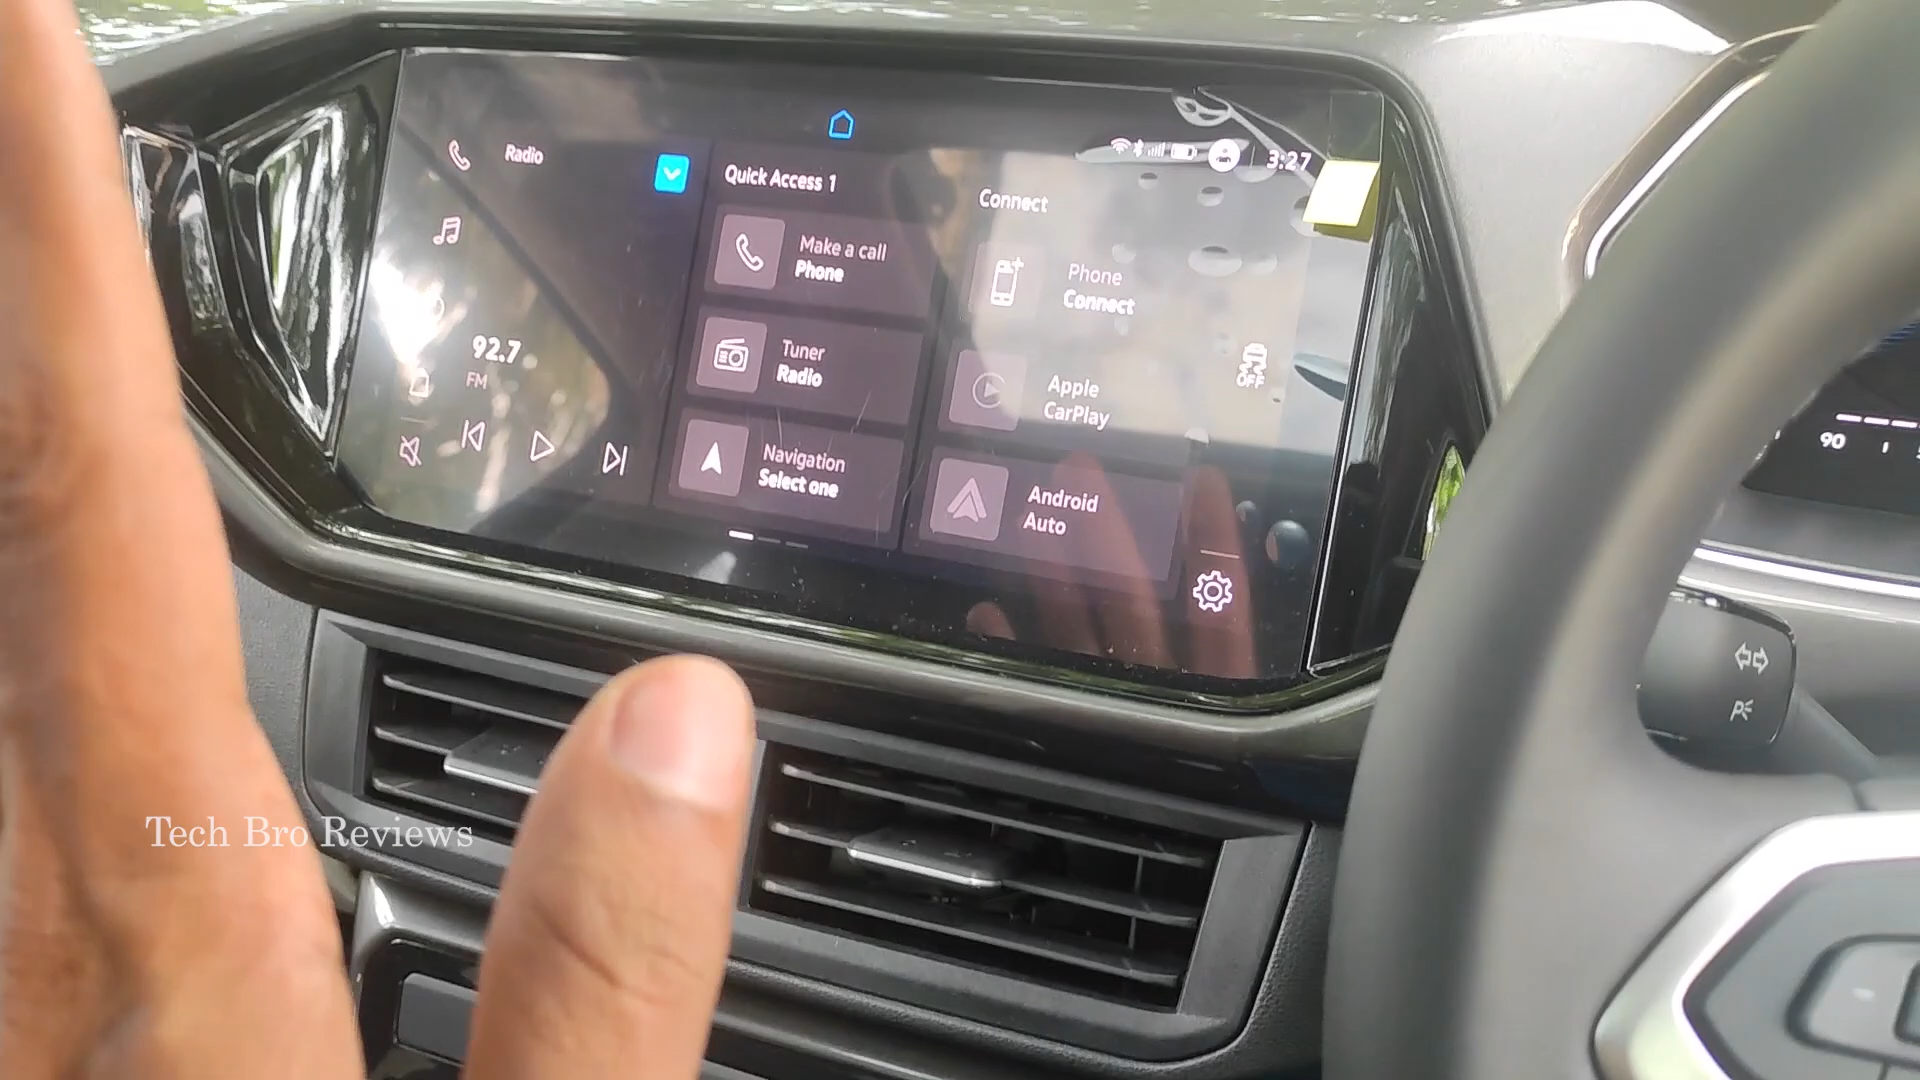 Radio
92.7
FM
Quick Access 1
Make a call
Phone
Tuner
Radio
Navigation
Select one
3:27
Connect
Phone
Connect
Apple
CarPlay
Android
Auto
OFF
90
Tech Bro Reviews